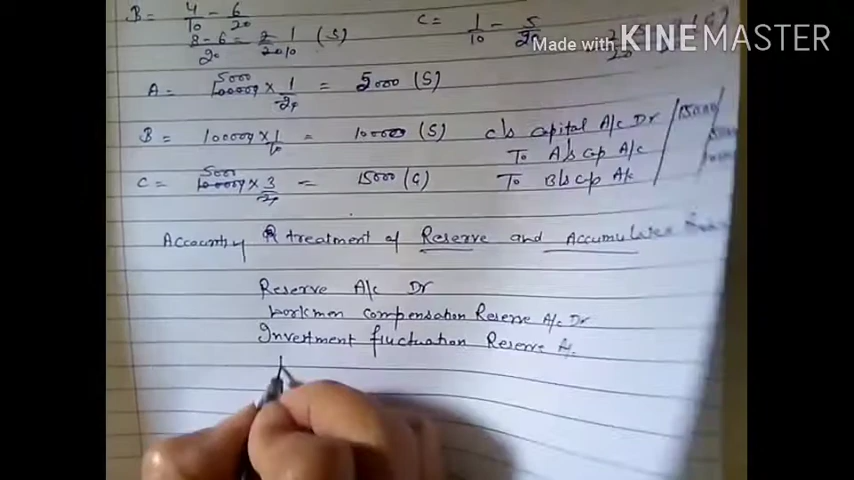 B = 4/10 - 6/20
C = 1/10 - 5/20
8-6/20 = 2/20 1/10 (S)
Made with KINEMASTER
A = 100000 5000 × 1/20 = 5000 (S)
B = 100000 × 1/10 = 10000 (S)
C = 100000 5000 × 3/20 = 15000 (G)
C's Capital A/c Dr 15000
To A's Cap A/c
To B's Cap A/c
Accounting treatment of Reserve and Accumulated
Reserve A/c Dr
workmen compensation Reserve A/c Dr
Investment fluctuation Reserve A/c